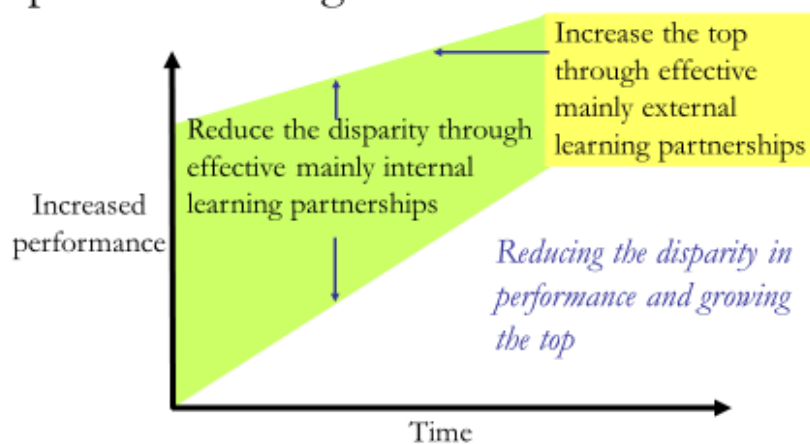 Increase the top
through effective
mainly external
learning partnerships
Reduce the disparity through
effective mainly internal
learning partnerships
Increased
performance
Reducing the disparity in
performance and growing
the top
Time